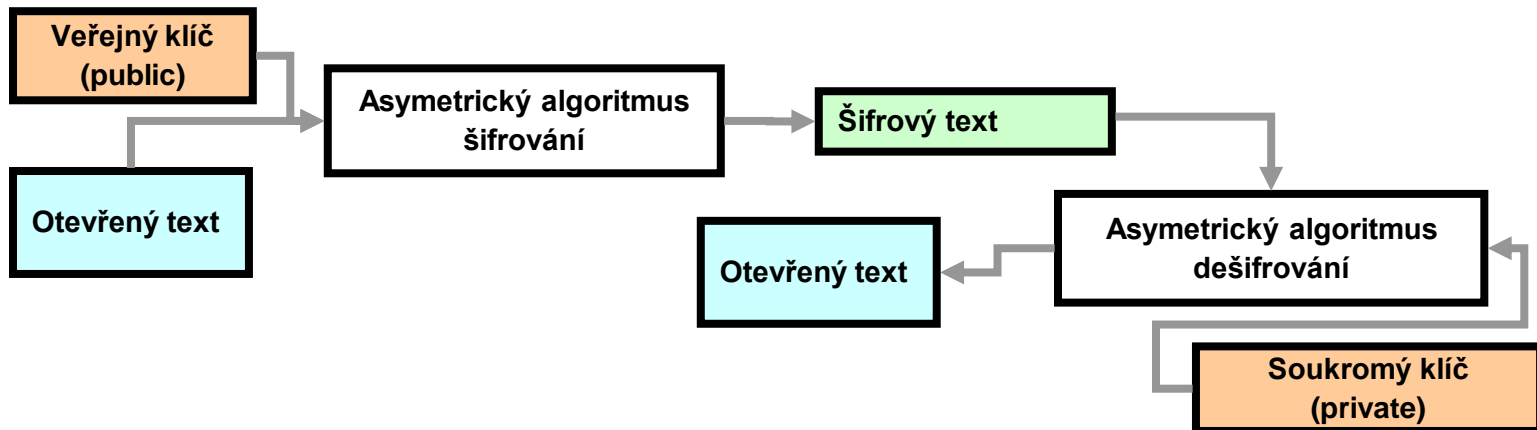 Veřejný klíč
(public)
Asymetrický algoritmus
šifrování
Šifrový text
Otevřený text
Asymetrický algoritmus
dešifrování
Otevřený text
Soukromý klíč
(private)